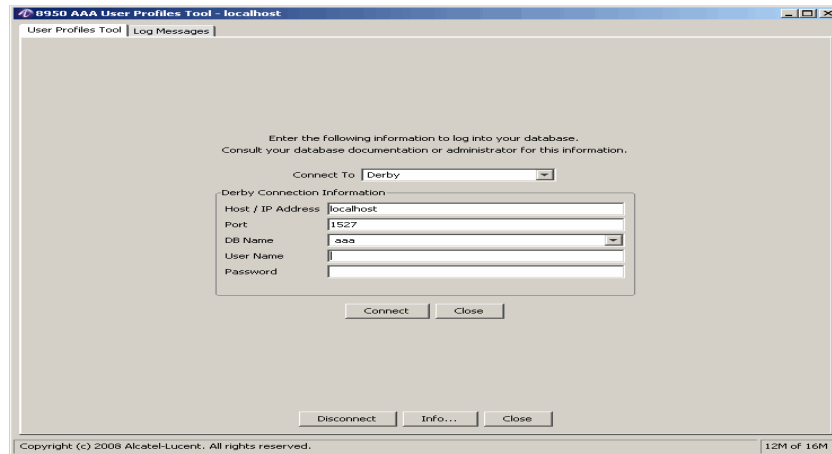 8950 AAA User Profiles Tool - localhost
User Profiles Tool Log Messages
Enter the following information to log into your database.
Consult your database documentation or administrator for this information.
Connect To Derby
Derby Connection Information
Host / IP Address localhost
Port 1527
DB Name aaa
User Name
Password
Connect Close
Disconnect Info... Close
Copyright (c) 2008 Alcatel-Lucent. All rights reserved. 12M of 16M